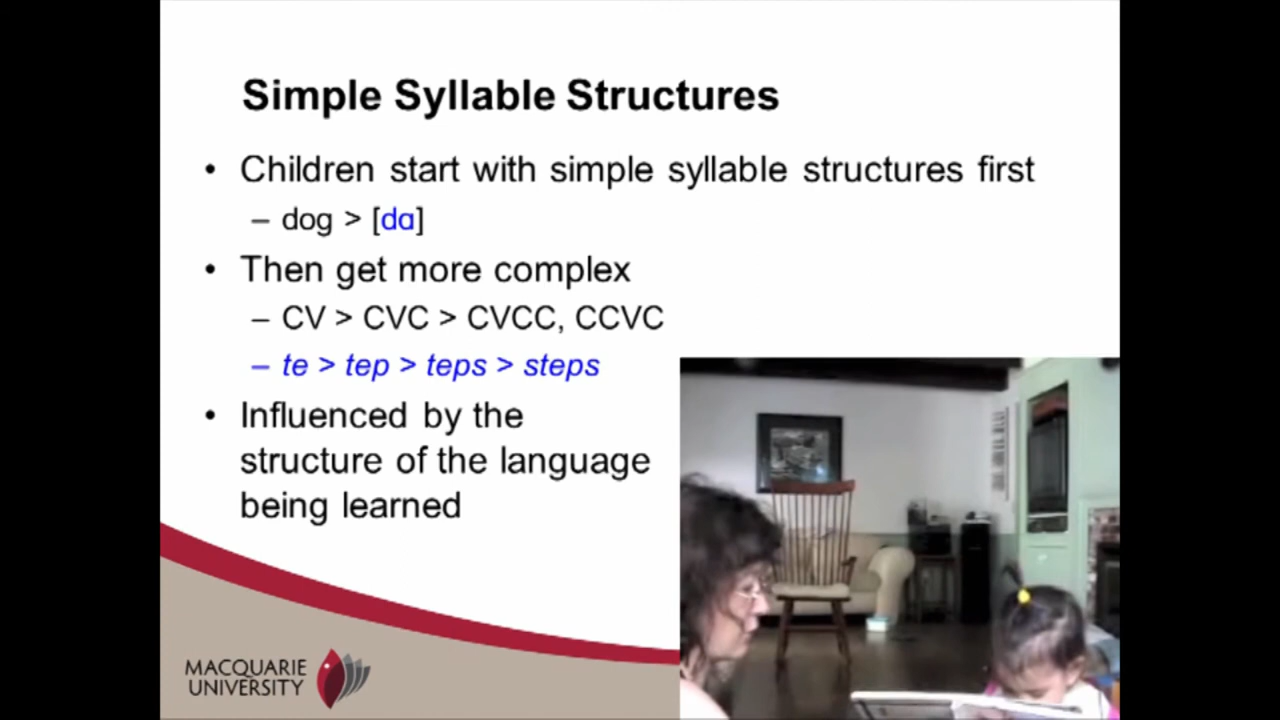 Simple Syllable Structures
• Children start with simple syllable structures first
– dog > [dɑ]
• Then get more complex
– CV > CVC > CVCC, CCVC
– te > tep > teps > steps
• Influenced by the
structure of the language
being learned
MACQUARIE
UNIVERSITY